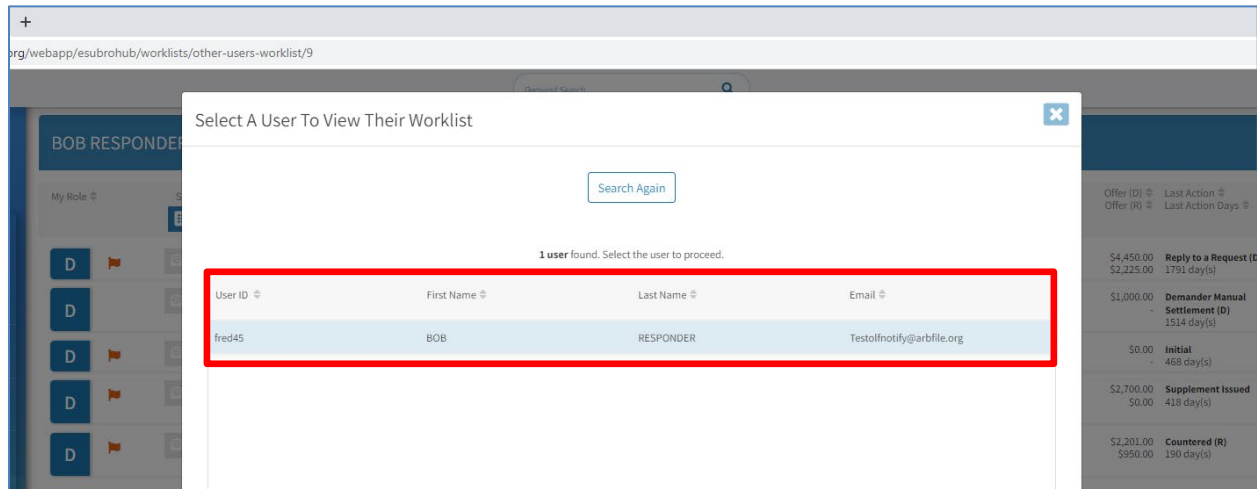 +
org/webapp/esubrohub/worklists/other-users-worklist/9
Demand Search
Select A User To View Their Worklist
BOB RESPONDER
Search Again
My Role
Offer (D) Last Action
Offer (R) Last Action Days
1 user found. Select the user to proceed.
User ID First Name Last Name Email
fred45 BOB RESPONDER Testolfnotify@arbfile.org
D $4,450.00 Reply to a Request (D
$2,225.00 1791 day(s)
D $1,000.00 Demander Manual
- Settlement (D)
1514 day(s)
D $0.00 Initial
- 468 day(s)
D $2,700.00 Supplement Issued
$0.00 418 day(s)
D $2,201.00 Countered (R)
$950.00 190 day(s)